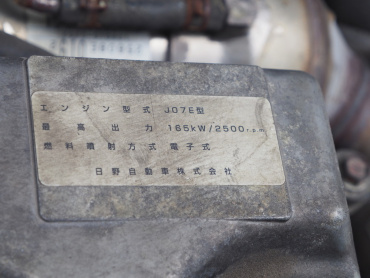 エンジン型式 J07E型
最高出力 165kW/2500r.p.m.
燃料噴射方式 電子式
日野自動車株式会社